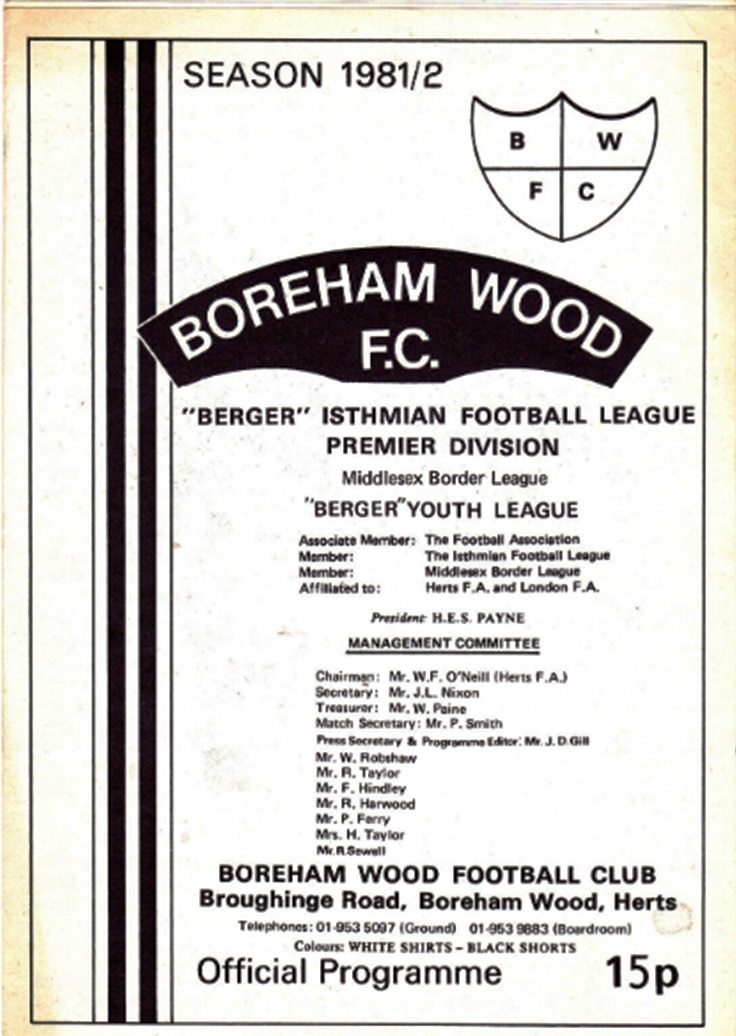 SEASON 1981/2
B W
F C
BOREHAM WOOD
F.C.
"BERGER" ISTHMIAN FOOTBALL LEAGUE
PREMIER DIVISION
Middlesex Border League
"BERGER" YOUTH LEAGUE
Associate Member: The Football Association
Member: The Isthmian Football League
Member: Middlesex Border League
Affiliated to: Herts F.A. and London F.A.
President: H.E.S. PAYNE
MANAGEMENT COMMITTEE
Chairman: Mr. W.F. O'Neill (Herts F.A.)
Secretary: Mr. J.L. Nixon
Treasurer: Mr. W. Paine
Match Secretary: Mr. P. Smith
Press Secretary & Programme Editor: Mr. J. D. Gill
Mr. W. Robshaw
Mr. R. Taylor
Mr. F. Hindley
Mr. R. Harwood
Mr. P. Ferry
Mrs. H. Taylor
Mr. R. Sewell
BOREHAM WOOD FOOTBALL CLUB
Broughinge Road, Boreham Wood, Herts
Telephones: 01-953 5097 (Ground) 01-953 9883 (Boardroom)
Colours: WHITE SHIRTS – BLACK SHORTS
Official Programme 15p